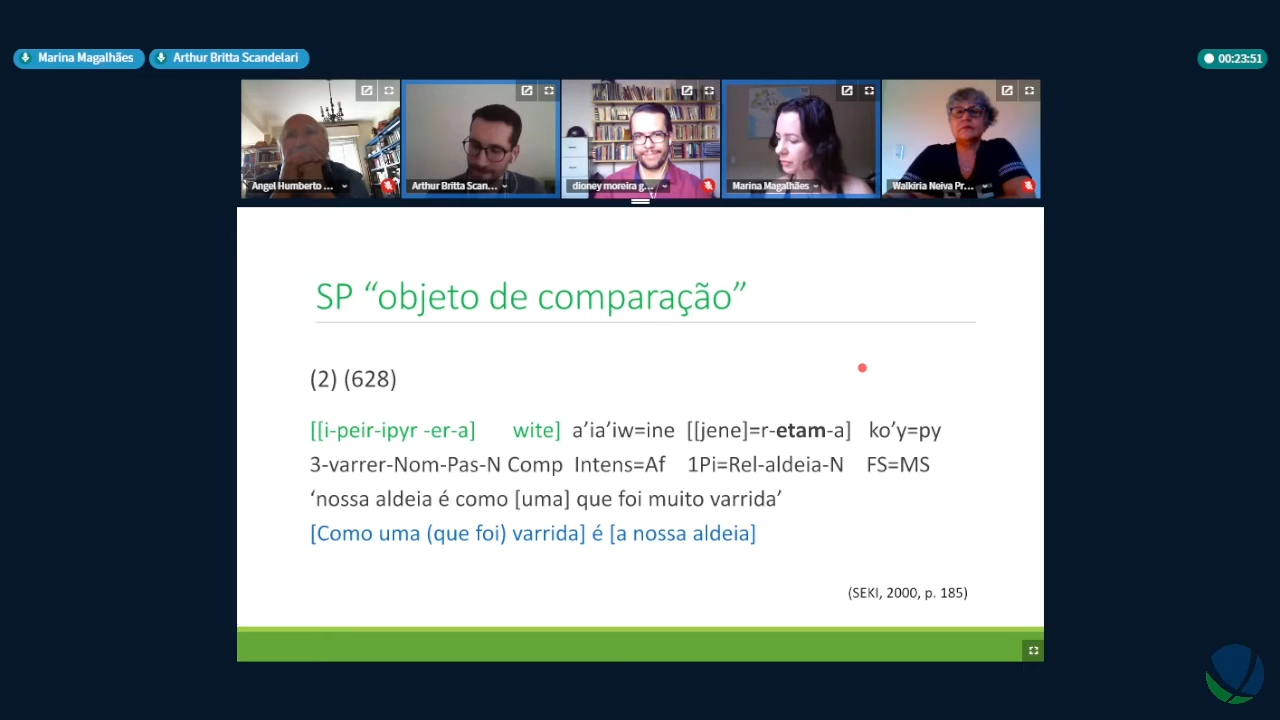 Marina Magalhães Arthur Britta Scandelari 00:23:51
Angel Humberto ... Arthur Britta Scan... dioney moreira g... Marina Magalhães Walkiria Neiva Pr...
SP “objeto de comparação”
(2) (628)
[[i-peir-ipyr -er-a] wite] a’ia’iw=ine [[jene]=r-etam-a] ko’y=py
3-varrer-Nom-Pas-N Comp Intens=Af 1Pi=Rel-aldeia-N FS=MS
‘nossa aldeia é como [uma] que foi muito varrida’
[Como uma (que foi) varrida] é [a nossa aldeia]
(SEKI, 2000, p. 185)